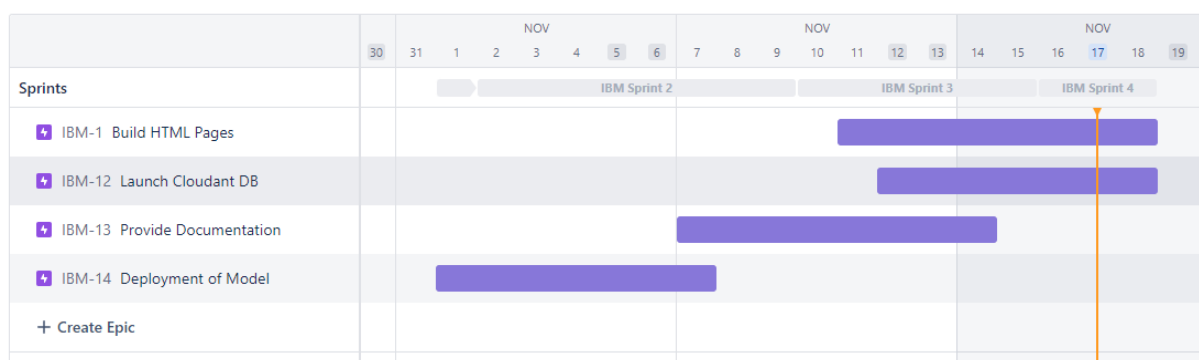 NOV NOV NOV
30 31 1 2 3 4 5 6 7 8 9 10 11 12 13 14 15 16 17 18 19
Sprints IBM Sprint 2 IBM Sprint 3 IBM Sprint 4
IBM-1 Build HTML Pages
IBM-12 Launch Cloudant DB
IBM-13 Provide Documentation
IBM-14 Deployment of Model
+ Create Epic